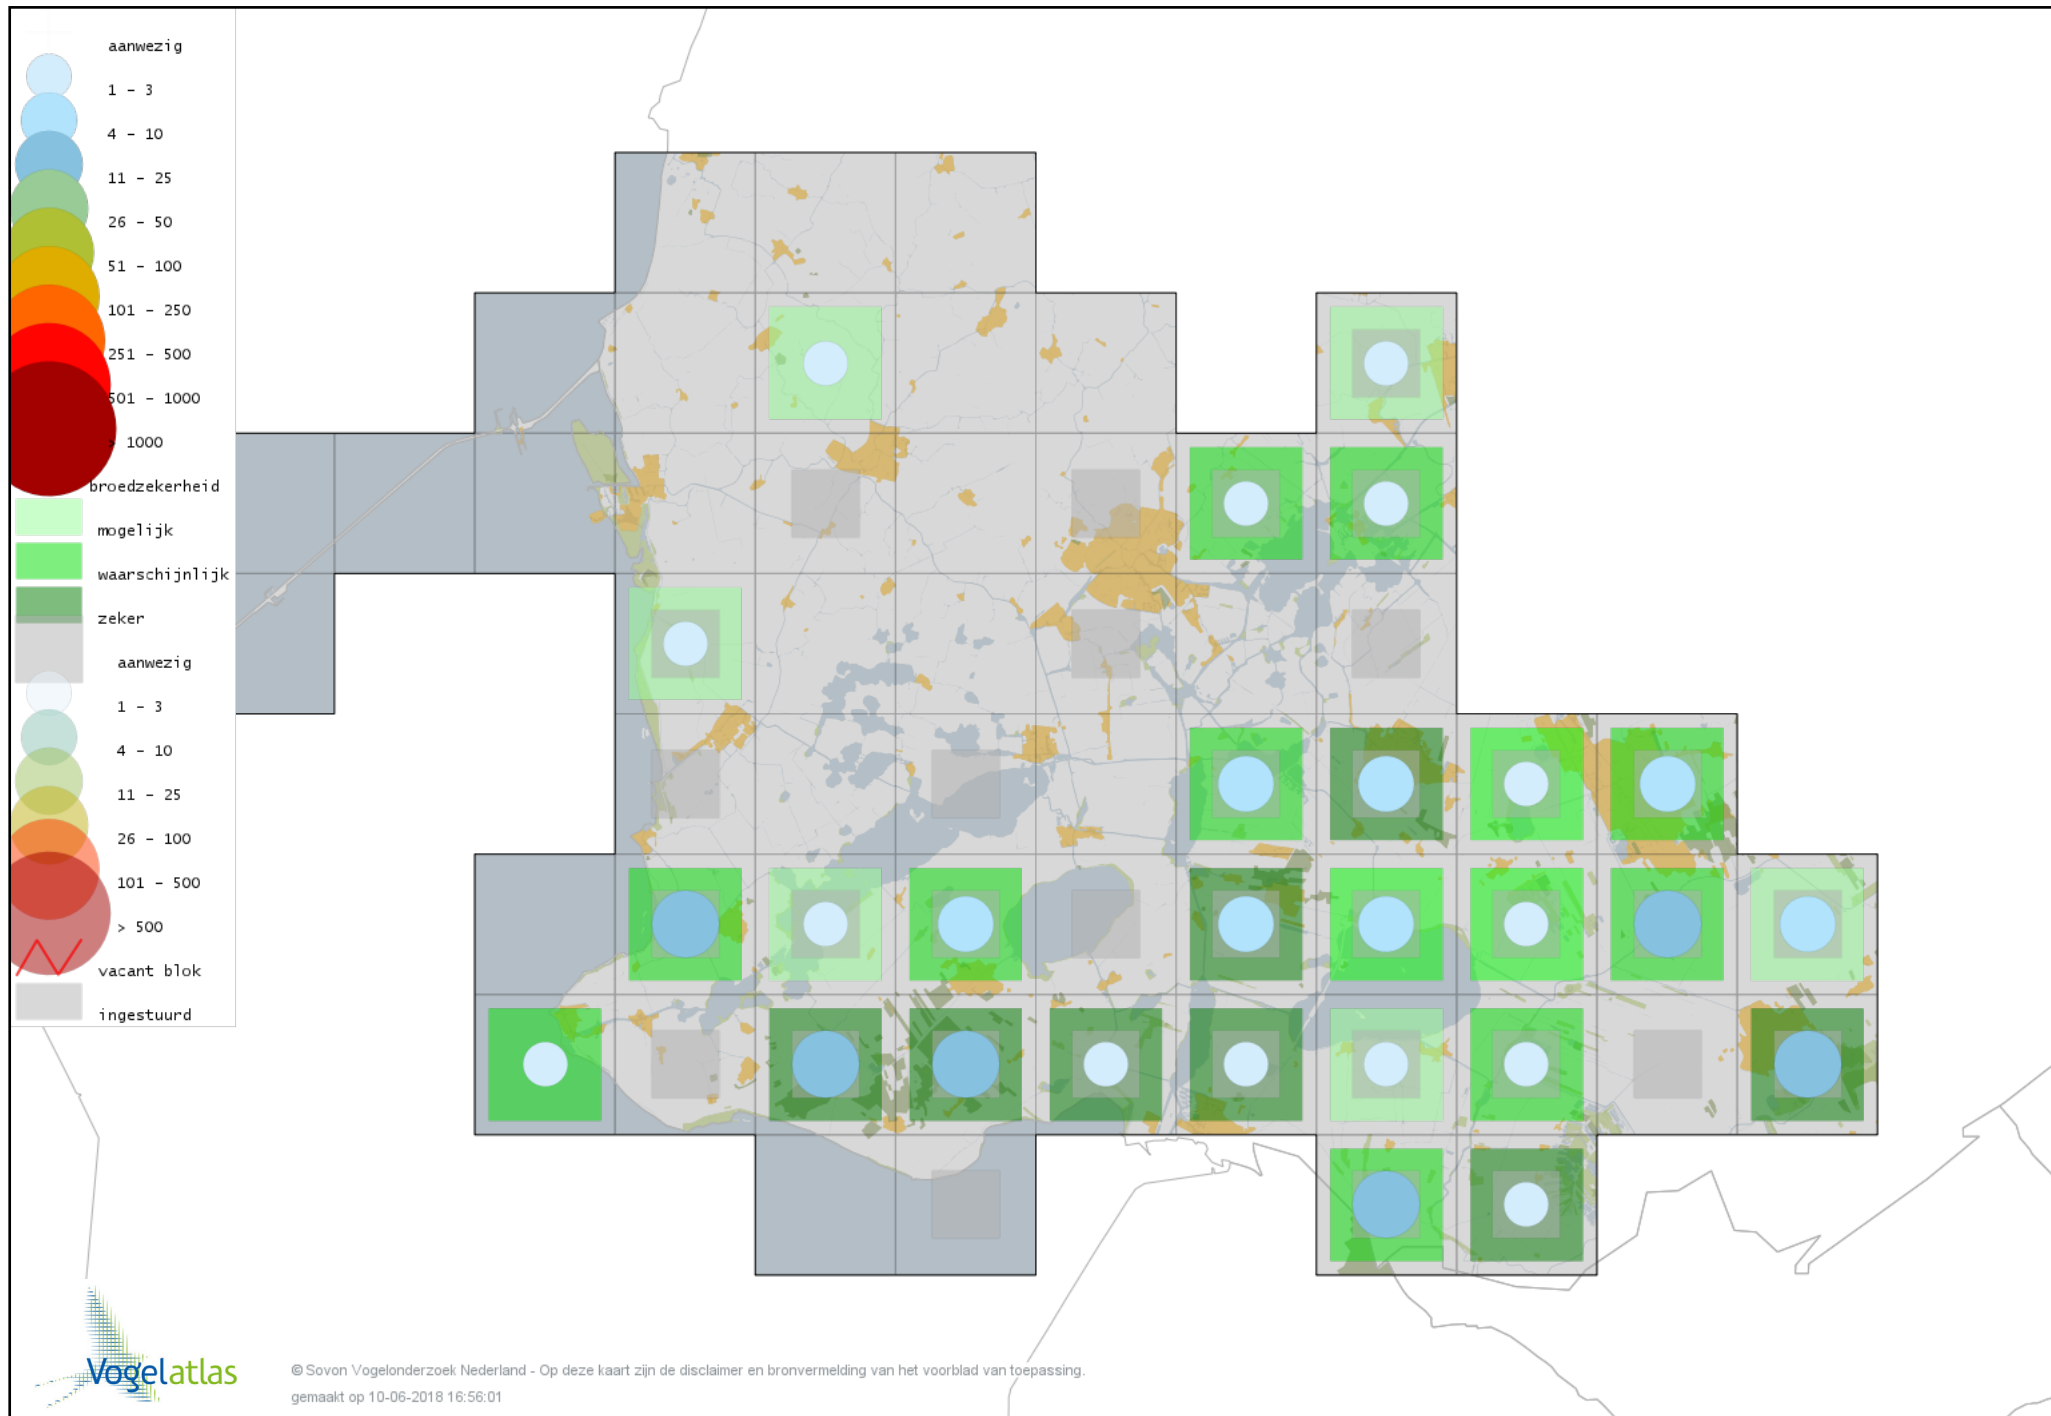 aanwezig
1 - 3
4 - 10
11 - 25
26 - 50
51 - 100
101 - 250
251 - 500
501 - 1000
> 1000
broedzekerheid
mogelijk
waarschijnlijk
zeker
aanwezig
1 - 3
4 - 10
11 - 25
26 - 100
101 - 500
> 500
vacant blok
ingestuurd
Vogelatlas
© Sovon Vogelonderzoek Nederland - Op deze kaart zijn de disclaimer en bronvermelding van het voorblad van toepassing.
gemaakt op 10-06-2018 16:56:01